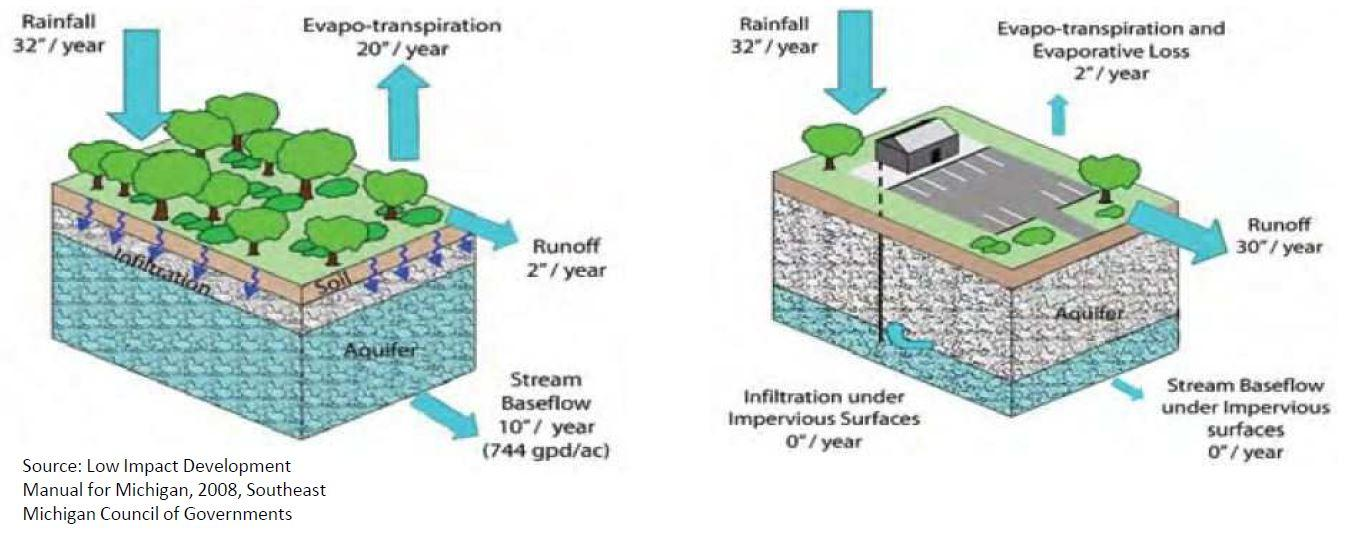 Rainfall
32"/ year
Evapo-transpiration
20"/ year
Runoff
2"/ year
Infiltration
Soil
Aquifer
Stream
Baseflow
10"/ year
(744 gpd/ac)
Source: Low Impact Development
Manual for Michigan, 2008, Southeast
Michigan Council of Governments
Rainfall
32"/ year
Evapo-transpiration and
Evaporative Loss
2"/ year
Runoff
30"/ year
Aquifer
Infiltration under
Impervious Surfaces
0"/ year
Stream Baseflow
under Impervious
surfaces
0"/ year